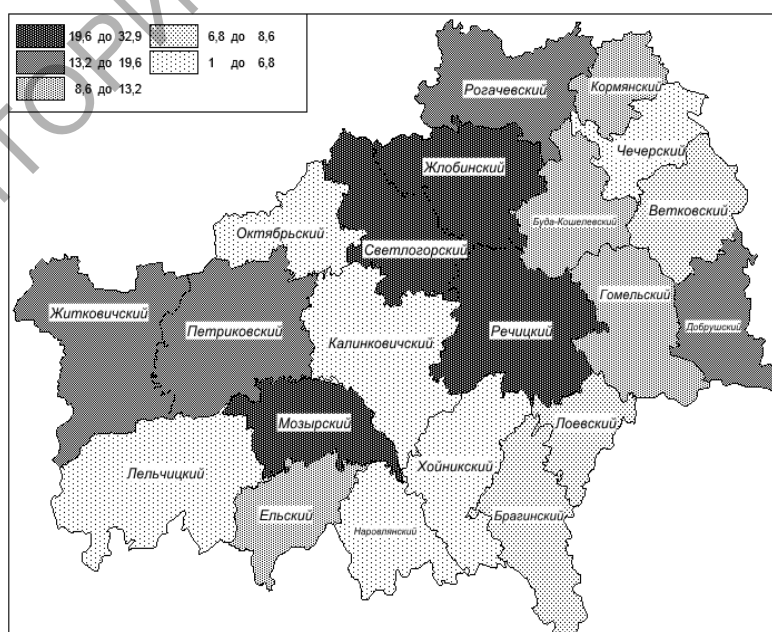 19,6 до 32,9
6,8 до 8,6
13,2 до 19,6
1 до 6,8
8,6 до 13,2
ТОРИ
Рогачевский
Кормянский
Чечерский
Жлобинский
Ветковский
Буда-Кошелевский
Октябрьский
Светлогорский
Гомельский
Житковичский
Петриковский
Калинковичский
Речицкий
Добрушский
Мозырский
Лоевский
Лельчицкий
Хойникский
Ельский
Наровлянский
Брагинский